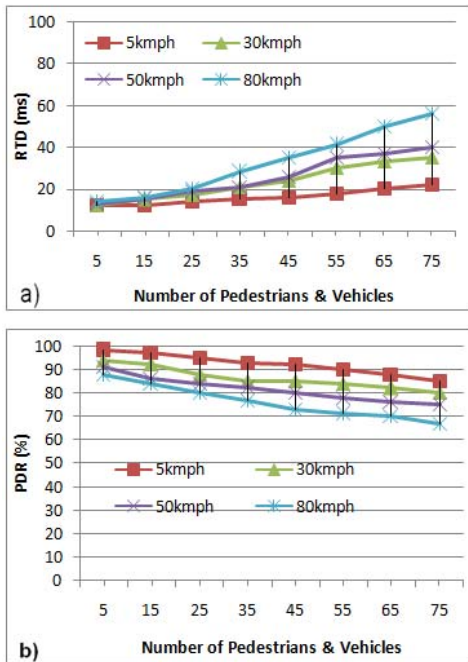 100
80
60
40
20
0
RTD (ms)
5kmph 30kmph
50kmph 80kmph
5 15 25 35 45 55 65 75
a)
Number of Pedestrians & Vehicles
100
90
80
70
60
50
40
30
20
10
0
PDR (%)
5kmph 30kmph
50kmph 80kmph
5 15 25 35 45 55 65 75
b)
Number of Pedestrians & Vehicles